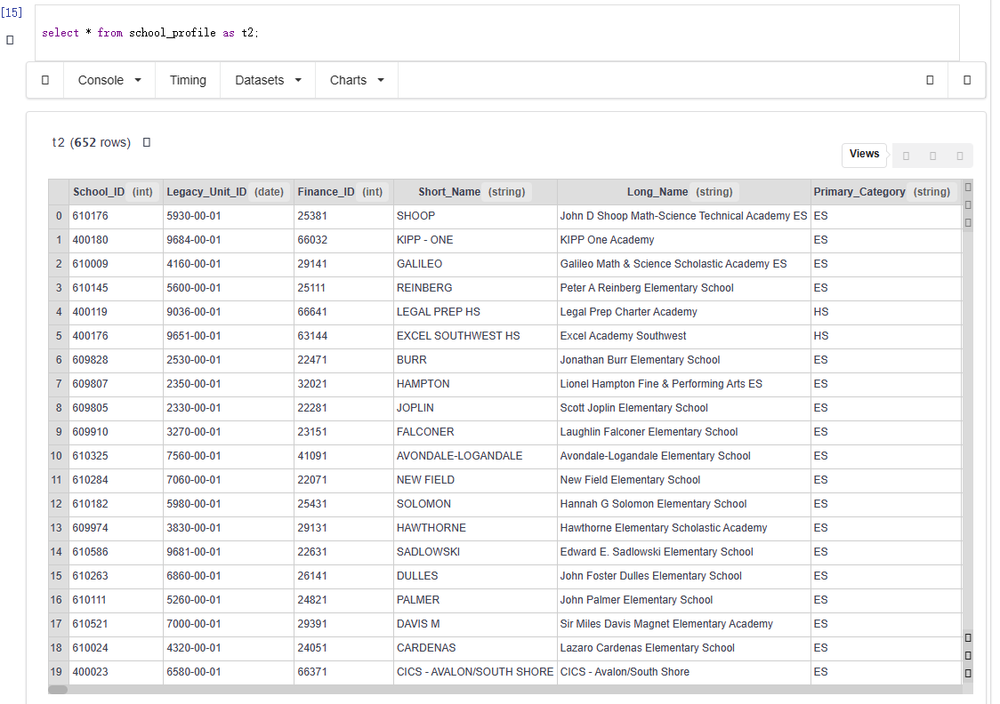 [15]
select * from school_profile as t2;
Console Timing Datasets Charts
t2 (652 rows)
Views
School_ID (int) Legacy_Unit_ID (date) Finance_ID (int) Short_Name (string) Long_Name (string) Primary_Category (string)
0 610176 5930-00-01 25381 SHOOP John D Shoop Math-Science Technical Academy ES ES
1 400180 9684-00-01 66032 KIPP - ONE KIPP One Academy ES
2 610009 4160-00-01 29141 GALILEO Galileo Math & Science Scholastic Academy ES ES
3 610145 5600-00-01 25111 REINBERG Peter A Reinberg Elementary School ES
4 400119 9036-00-01 66641 LEGAL PREP HS Legal Prep Charter Academy HS
5 400176 9651-00-01 63144 EXCEL SOUTHWEST HS Excel Academy Southwest HS
6 609828 2530-00-01 22471 BURR Jonathan Burr Elementary School ES
7 609807 2350-00-01 32021 HAMPTON Lionel Hampton Fine & Performing Arts ES ES
8 609805 2330-00-01 22281 JOPLIN Scott Joplin Elementary School ES
9 609910 3270-00-01 23151 FALCONER Laughlin Falconer Elementary School ES
10 610325 7560-00-01 41091 AVONDALE-LOGANDALE Avondale-Logandale Elementary School ES
11 610284 7060-00-01 22071 NEW FIELD New Field Elementary School ES
12 610182 5980-00-01 25431 SOLOMON Hannah G Solomon Elementary School ES
13 609974 3830-00-01 29131 HAWTHORNE Hawthorne Elementary Scholastic Academy ES
14 610586 9681-00-01 22631 SADLOWSKI Edward E. Sadlowski Elementary School ES
15 610263 6860-00-01 26141 DULLES John Foster Dulles Elementary School ES
16 610111 5260-00-01 24821 PALMER John Palmer Elementary School ES
17 610521 7000-00-01 29391 DAVIS M Sir Miles Davis Magnet Elementary Academy ES
18 610024 4320-00-01 24051 CARDENAS Lazaro Cardenas Elementary School ES
19 400023 6580-00-01 66371 CICS - AVALON/SOUTH SHORE CICS - Avalon/South Shore ES